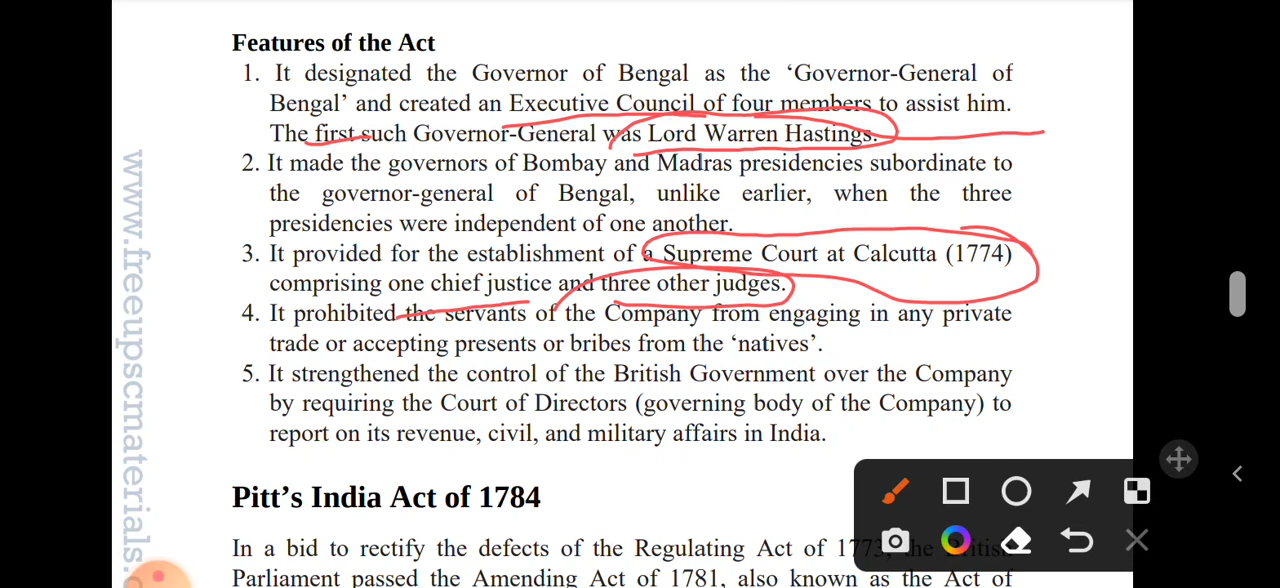 Features of the Act
1. It designated the Governor of Bengal as the ‘Governor-General of
Bengal’ and created an Executive Council of four members to assist him.
The first such Governor-General was Lord Warren Hastings.
2. It made the governors of Bombay and Madras presidencies subordinate to
the governor-general of Bengal, unlike earlier, when the three
presidencies were independent of one another.
3. It provided for the establishment of a Supreme Court at Calcutta (1774)
comprising one chief justice and three other judges.
4. It prohibited the servants of the Company from engaging in any private
trade or accepting presents or bribes from the ‘natives’.
5. It strengthened the control of the British Government over the Company
by requiring the Court of Directors (governing body of the Company) to
report on its revenue, civil, and military affairs in India.
Pitt’s India Act of 1784
In a bid to rectify the defects of the Regulating Act of 1773, the British
Parliament passed the Amending Act of 1781, also known as the Act of
www.freeupscmaterials.